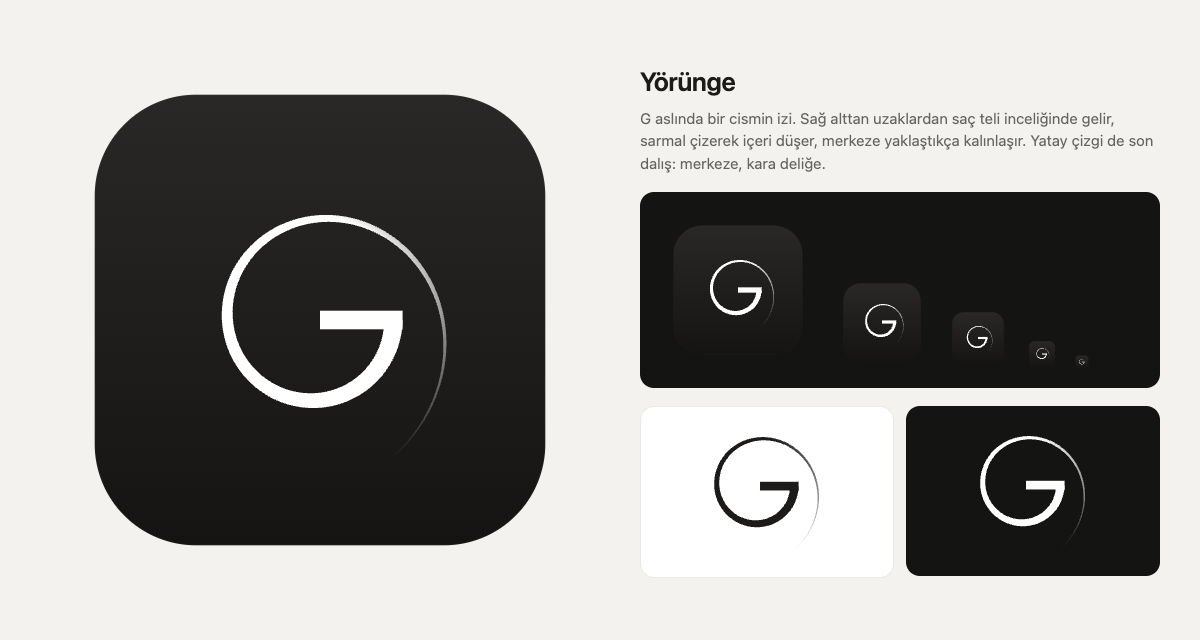 Yörünge
G aslında bir cismin izi. Sağ alttan uzaklardan saç teli inceliğinde gelir,
sarmal çizerek içeri düşer, merkeze yaklaştıkça kalınlaşır. Yatay çizgi de son
dalış: merkeze, kara deliğe.